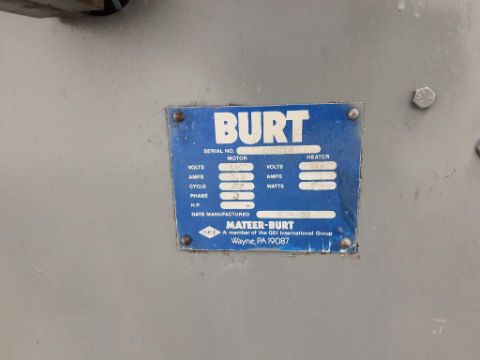 BURT
SERIAL NO.
MOTOR HEATER
VOLTS VOLTS
AMPS AMPS
CYCLE WATTS
PHASE
H.P.
DATE MANUFACTURED
MATEER-BURT
A member of the GEI International Group
Wayne, PA 19087